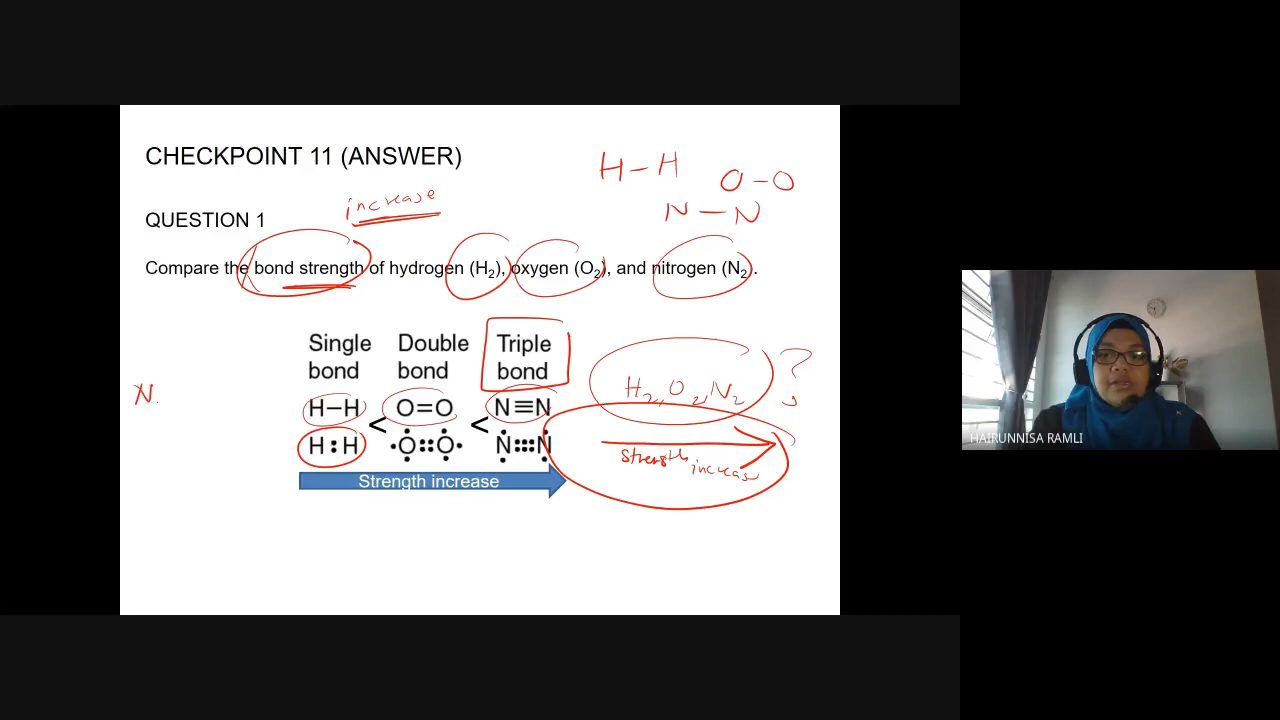 CHECKPOINT 11 (ANSWER)
H-H
O-O
increase
N-N
QUESTION 1
Compare the bond strength of hydrogen (H₂), oxygen (O₂), and nitrogen (N₂).
Single bond
Double bond
Triple bond
H₂, O₂, N₂ ?
N
H-H < O=O < N≡N
H:H O::O N:::N
strength increase
Strength increase
HAIRUNNISA RAMLI